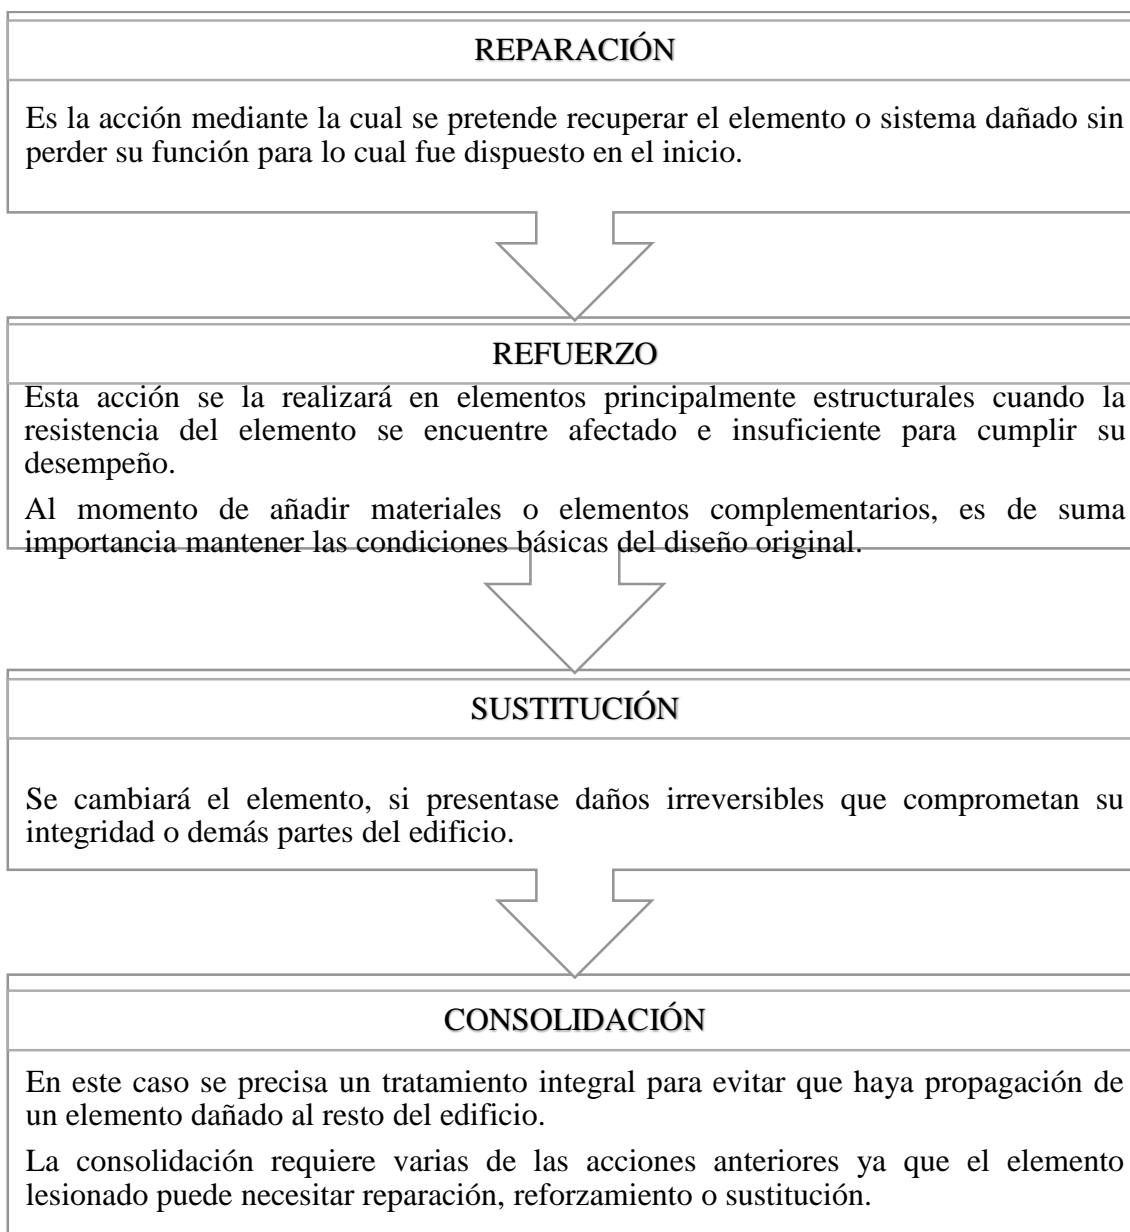 REPARACIÓN
Es la acción mediante la cual se pretende recuperar el elemento o sistema dañado sin
perder su función para lo cual fue dispuesto en el inicio.
REFUERZO
Esta acción se la realizará en elementos principalmente estructurales cuando la
resistencia del elemento se encuentre afectado e insuficiente para cumplir su
desempeño.
Al momento de añadir materiales o elementos complementarios, es de suma
importancia mantener las condiciones básicas del diseño original.
SUSTITUCIÓN
Se cambiará el elemento, si presentase daños irreversibles que comprometan su
integridad o demás partes del edificio.
CONSOLIDACIÓN
En este caso se precisa un tratamiento integral para evitar que haya propagación de
un elemento dañado al resto del edificio.
La consolidación requiere varias de las acciones anteriores ya que el elemento
lesionado puede necesitar reparación, reforzamiento o sustitución.